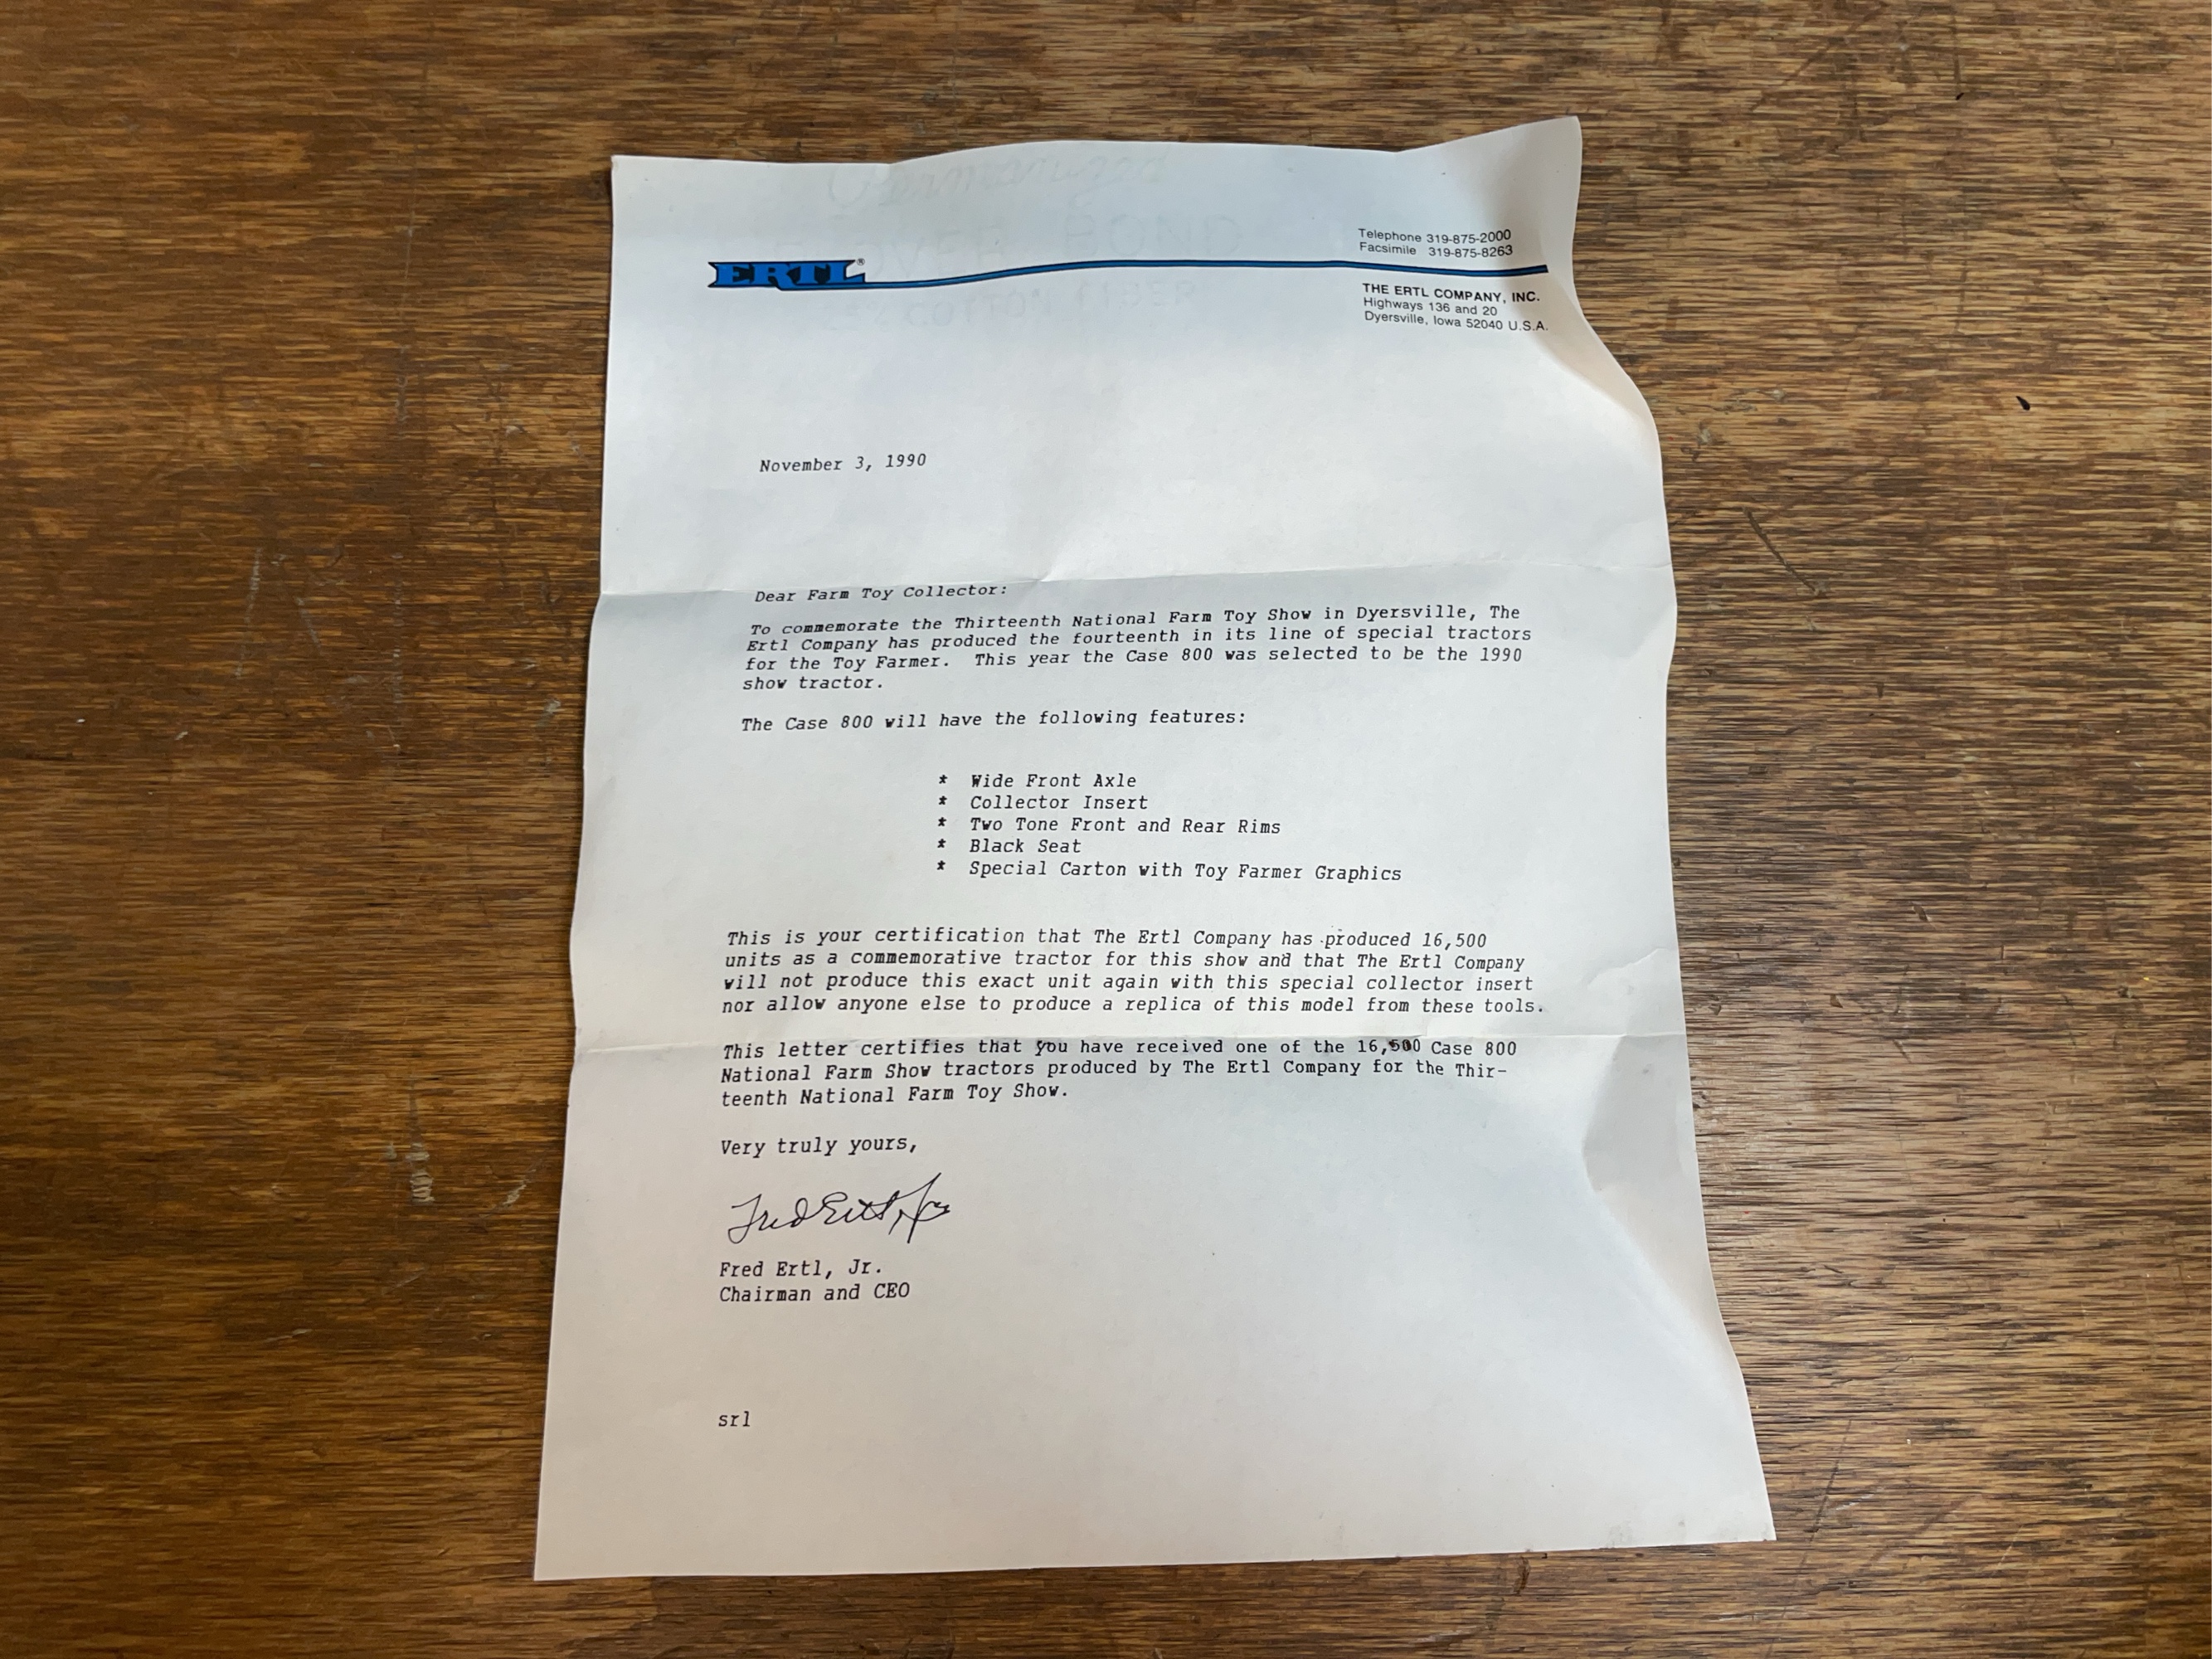 Telephone 319-875-2000
Facsimile 319-875-8263
ERTL®
THE ERTL COMPANY, INC.
Highways 136 and 20
Dyersville, Iowa 52040 U.S.A.
November 3, 1990
Dear Farm Toy Collector:
To commemorate the Thirteenth National Farm Toy Show in Dyersville, The
Ertl Company has produced the fourteenth in its line of special tractors
for the Toy Farmer. This year the Case 800 was selected to be the 1990
show tractor.
The Case 800 will have the following features:
* Wide Front Axle
* Collector Insert
* Two Tone Front and Rear Rims
* Black Seat
* Special Carton with Toy Farmer Graphics
This is your certification that The Ertl Company has produced 16,500
units as a commemorative tractor for this show and that The Ertl Company
will not produce this exact unit again with this special collector insert
nor allow anyone else to produce a replica of this model from these tools.
This letter certifies that you have received one of the 16,500 Case 800
National Farm Show tractors produced by The Ertl Company for the Thir-
teenth National Farm Toy Show.
Very truly yours,
Fred Ertl, Jr.
Fred Ertl, Jr.
Chairman and CEO
srl